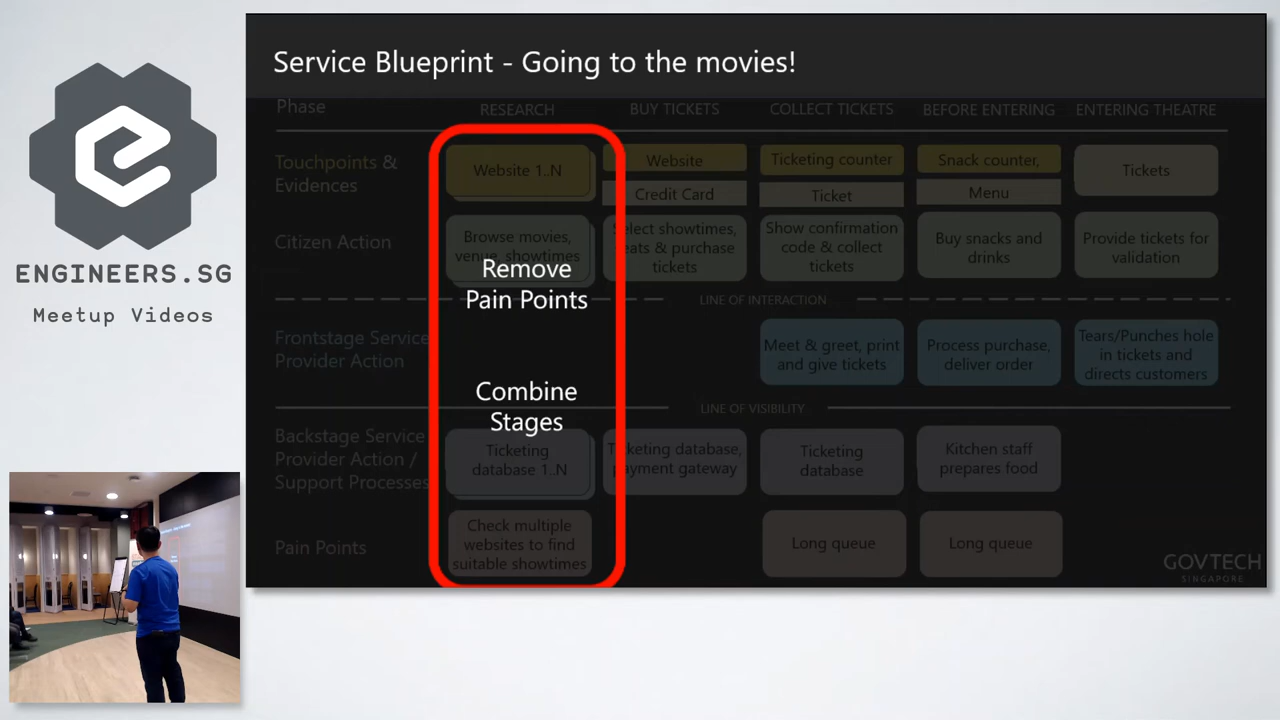 ENGINEERS.SG
Meetup Videos
Service Blueprint - Going to the movies!
Phase
RESEARCH
BUY TICKETS
COLLECT TICKETS
BEFORE ENTERING
ENTERING THEATRE
Touchpoints &
Evidences
Website 1..N
Website
Credit Card
Ticketing counter
Ticket
Snack counter,
Menu
Tickets
Citizen Action
Browse movies,
venue, showtimes
Select showtimes,
seats & purchase
tickets
Show confirmation
code & collect
tickets
Buy snacks and
drinks
Provide tickets for
validation
Remove
Pain Points
LINE OF INTERACTION
Frontstage Service
Provider Action
Meet & greet, print
and give tickets
Process purchase,
deliver order
Tears/Punches hole
in tickets and
directs customers
Combine
Stages
LINE OF VISIBILITY
Backstage Service
Provider Action /
Support Processes
Ticketing
database 1..N
Ticketing database,
payment gateway
Ticketing
database
Kitchen staff
prepares food
Pain Points
Check multiple
websites to find
suitable showtimes
Long queue
Long queue
GOVTECH
SINGAPORE